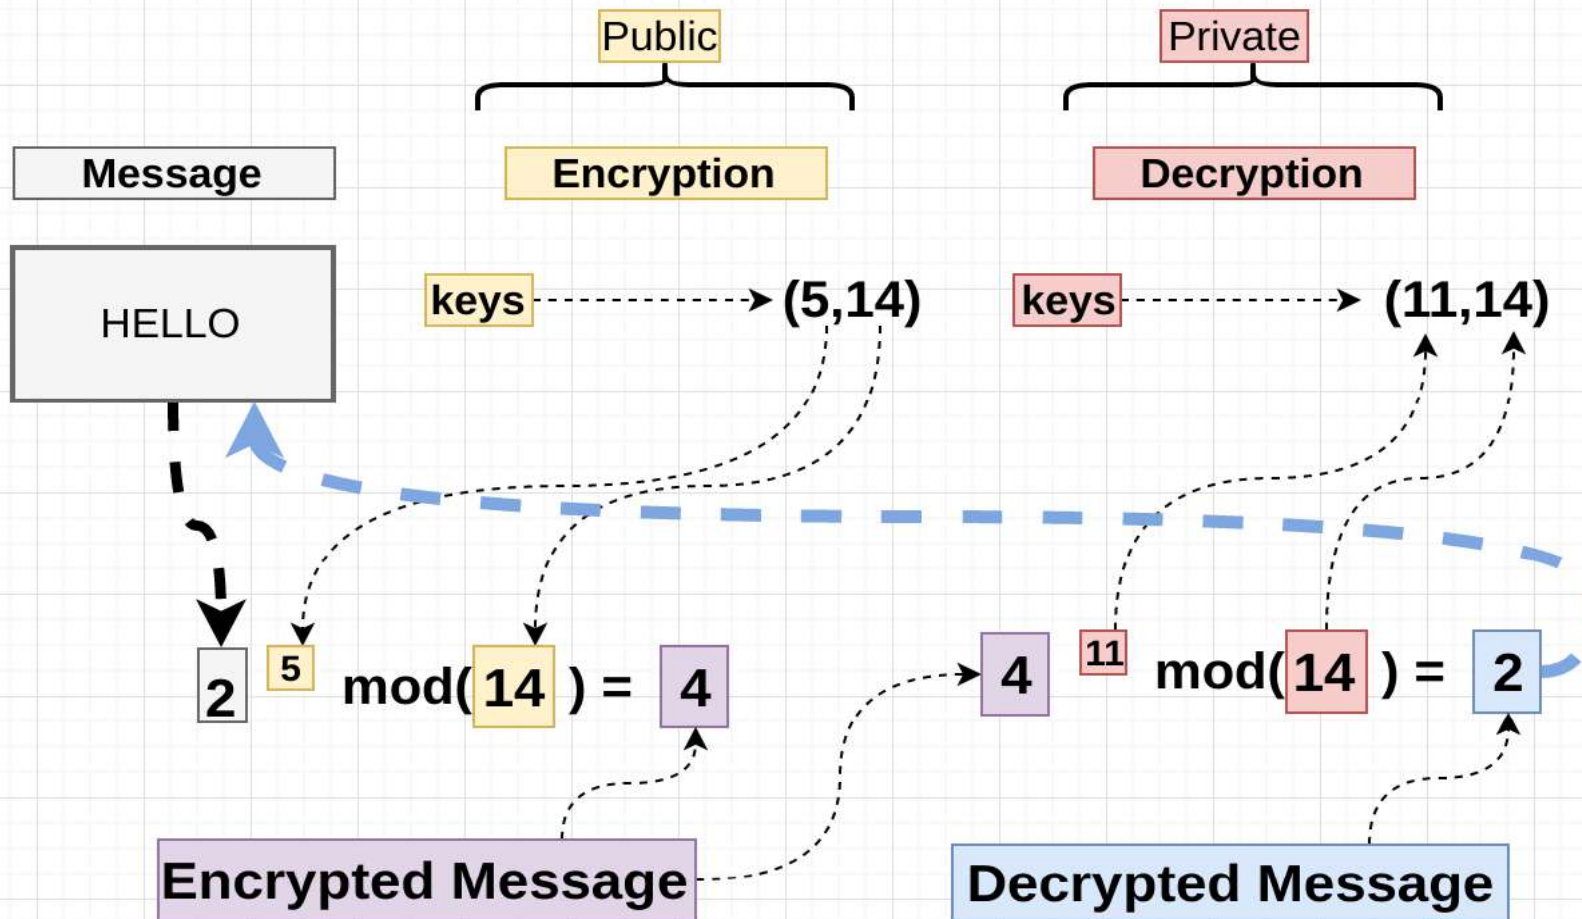 Public
Private
Message
Encryption
Decryption
HELLO
keys
(5,14)
keys
(11,14)
2 5 mod( 14 ) = 4
4 11 mod( 14 ) = 2
Encrypted Message
Decrypted Message